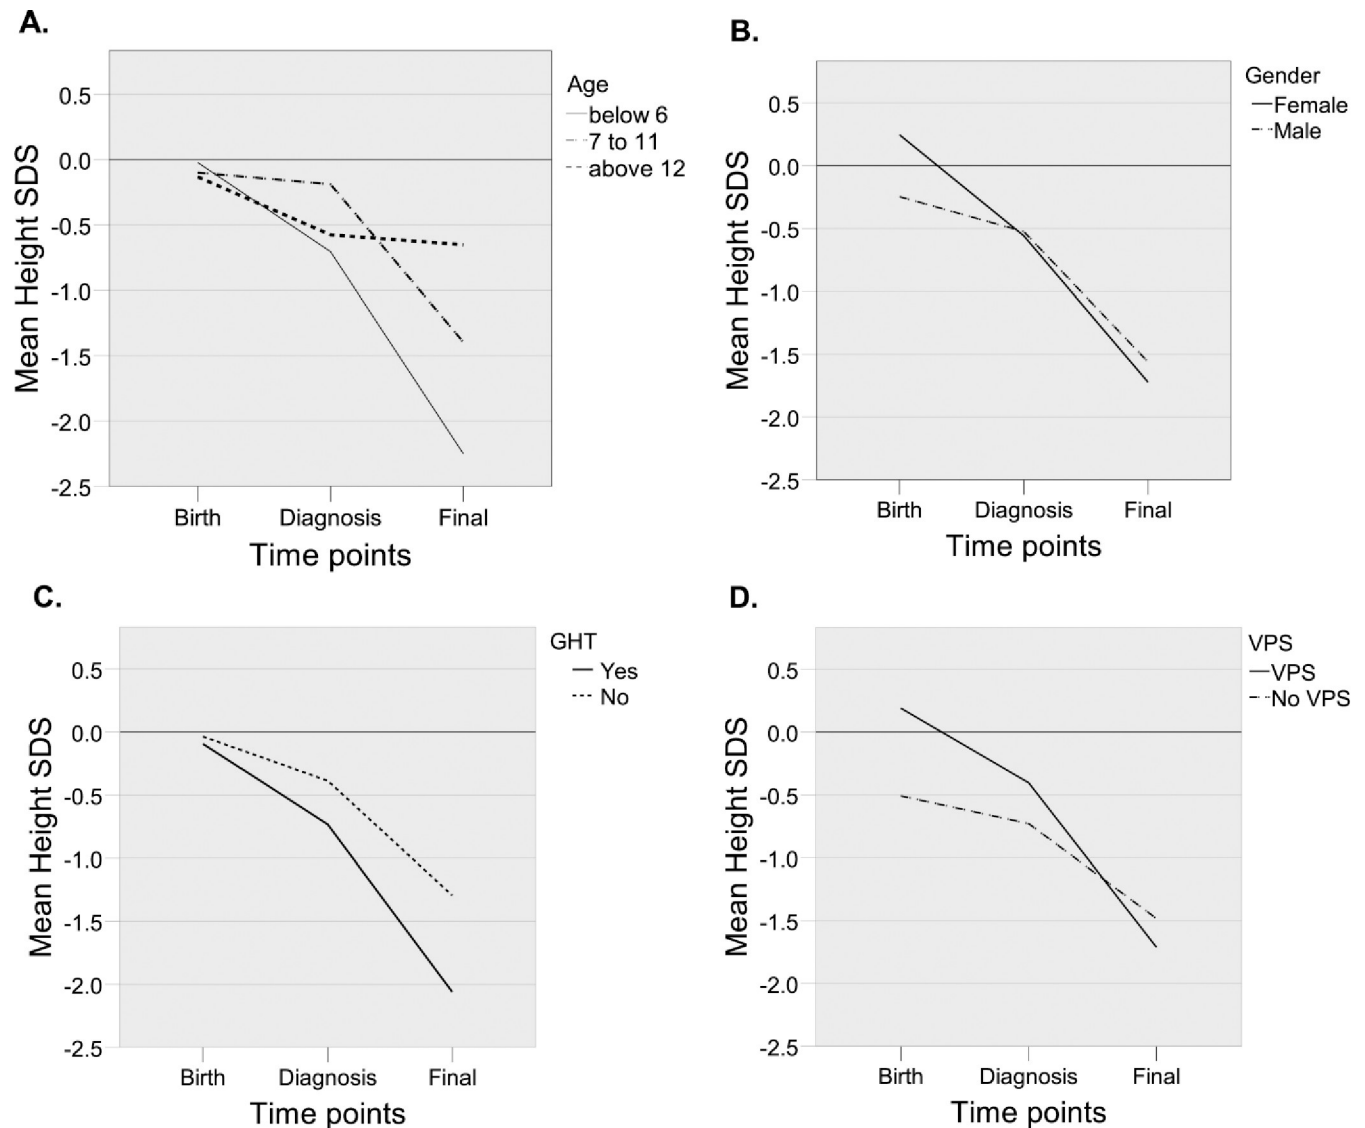 A.
Mean Height SDS
0.5
0.0
-0.5
-1.0
-1.5
-2.0
-2.5
Birth Diagnosis Final
Time points
Age
below 6
7 to 11
above 12
B.
Mean Height SDS
0.5
0.0
-0.5
-1.0
-1.5
-2.0
-2.5
Birth Diagnosis Final
Time points
Gender
Female
Male
C.
Mean Height SDS
0.5
0.0
-0.5
-1.0
-1.5
-2.0
-2.5
Birth Diagnosis Final
Time points
GHT
Yes
No
D.
Mean Height SDS
0.5
0.0
-0.5
-1.0
-1.5
-2.0
-2.5
Birth Diagnosis Final
Time points
VPS
VPS
No VPS